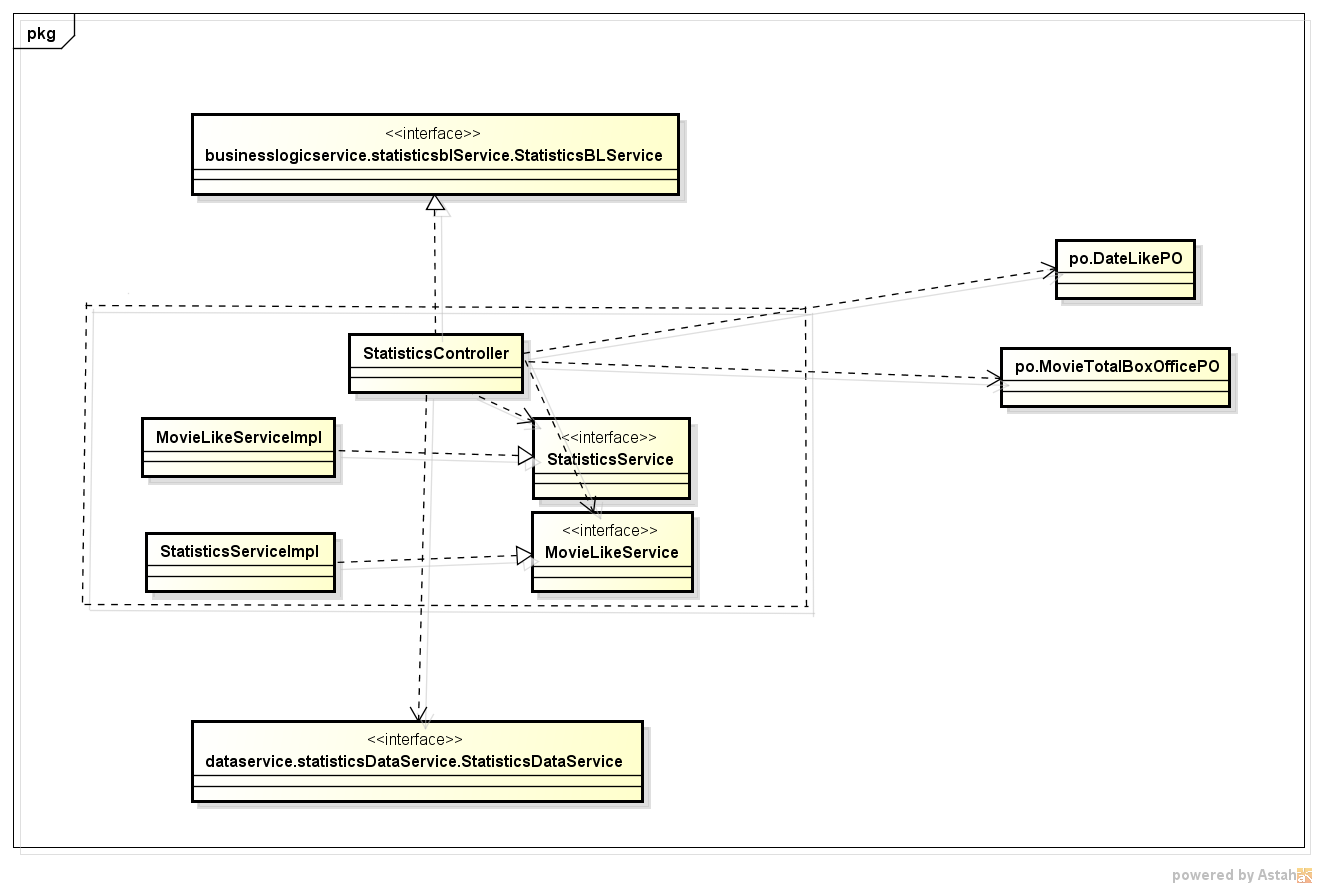 pkg
<<interface>>
businesslogicservice.statisticsblService.StatisticsBLService
po.DateLikePO
StatisticsController
po.MovieTotalBoxOfficePO
MovieLikeServiceImpl
<<interface>>
StatisticsService
StatisticsServiceImpl
<<interface>>
MovieLikeService
<<interface>>
dataservice.statisticsDataService.StatisticsDataService
powered by Astah